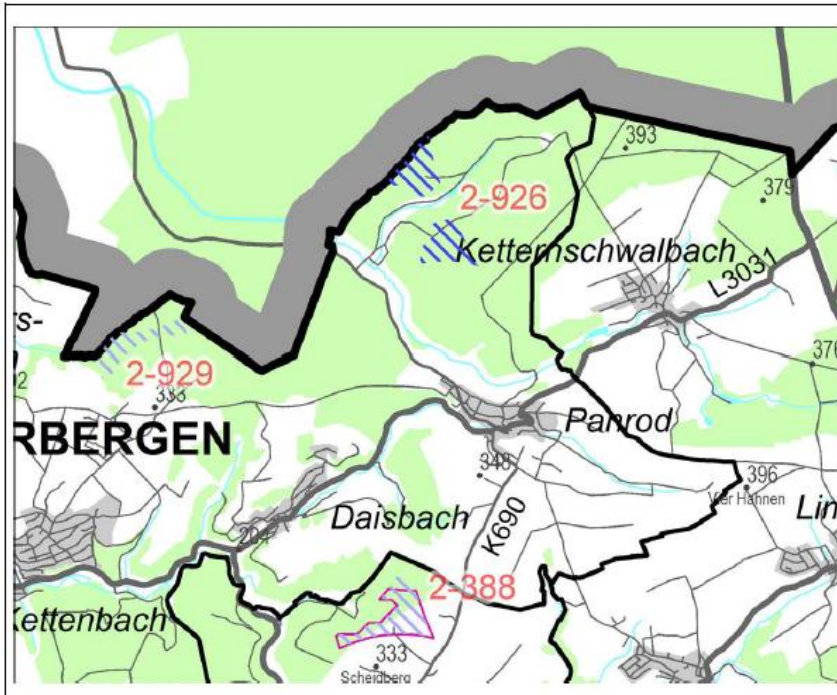 393
2-926
379
Ketternschwalbach
L3031
rs-
2-929
376
333
RBERGEN
Panrod
348
396
Vier Hahnen
Daisbach
K690
Lin
204
2-388
Kettenbach
333
Scheidberg